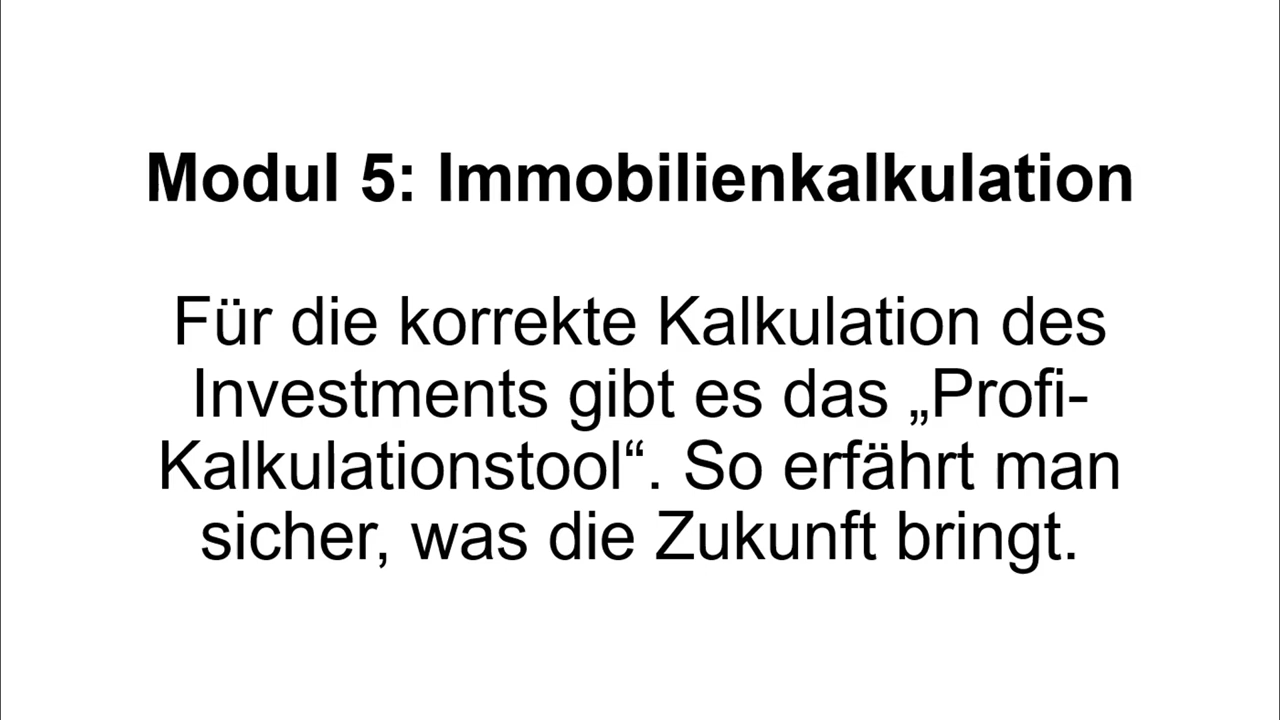 Modul 5: Immobilienkalkulation
Für die korrekte Kalkulation des
Investments gibt es das „Profi-
Kalkulationstool“. So erfährt man
sicher, was die Zukunft bringt.